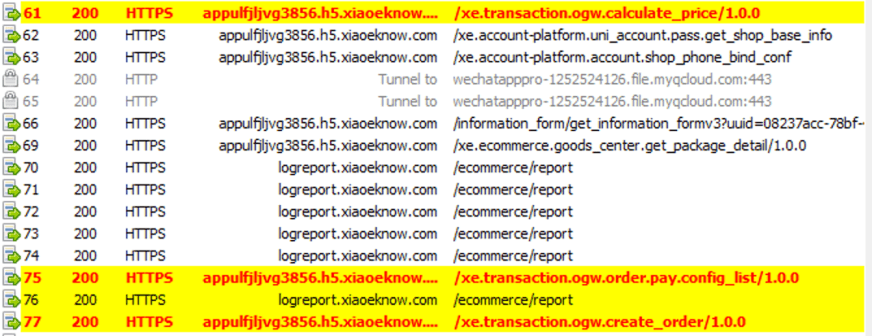 61 200 HTTPS appulfjljvg3856.h5.xiaoeknow.... /xe.transaction.ogw.calculate_price/1.0.0
62 200 HTTPS appulfjljvg3856.h5.xiaoeknow.com /xe.account-platform.uni_account.pass.get_shop_base_info
63 200 HTTPS appulfjljvg3856.h5.xiaoeknow.com /xe.account-platform.account.shop_phone_bind_conf
64 200 HTTP Tunnel to wechatapppro-1252524126.file.myqcloud.com:443
65 200 HTTP Tunnel to wechatapppro-1252524126.file.myqcloud.com:443
66 200 HTTPS appulfjljvg3856.h5.xiaoeknow.com /information_form/get_information_formv3?uuid=08237acc-78bf-
69 200 HTTPS appulfjljvg3856.h5.xiaoeknow.com /xe.ecommerce.goods_center.get_package_detail/1.0.0
70 200 HTTPS logreport.xiaoeknow.com /ecommerce/report
71 200 HTTPS logreport.xiaoeknow.com /ecommerce/report
72 200 HTTPS logreport.xiaoeknow.com /ecommerce/report
73 200 HTTPS logreport.xiaoeknow.com /ecommerce/report
74 200 HTTPS logreport.xiaoeknow.com /ecommerce/report
75 200 HTTPS appulfjljvg3856.h5.xiaoeknow.... /xe.transaction.ogw.order.pay.config_list/1.0.0
76 200 HTTPS logreport.xiaoeknow.com /ecommerce/report
77 200 HTTPS appulfjljvg3856.h5.xiaoeknow.... /xe.transaction.ogw.create_order/1.0.0